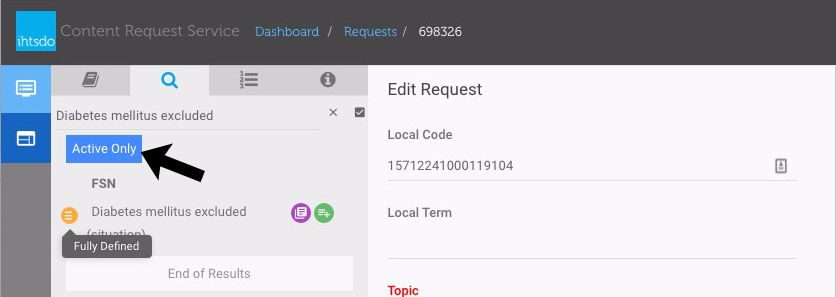 ihtsdo Content Request Service Dashboard / Requests / 698326
Diabetes mellitus excluded
Active Only
FSN
Diabetes mellitus excluded
(situation)
Fully Defined
End of Results
Edit Request
Local Code
15712241000119104
Local Term
Topic